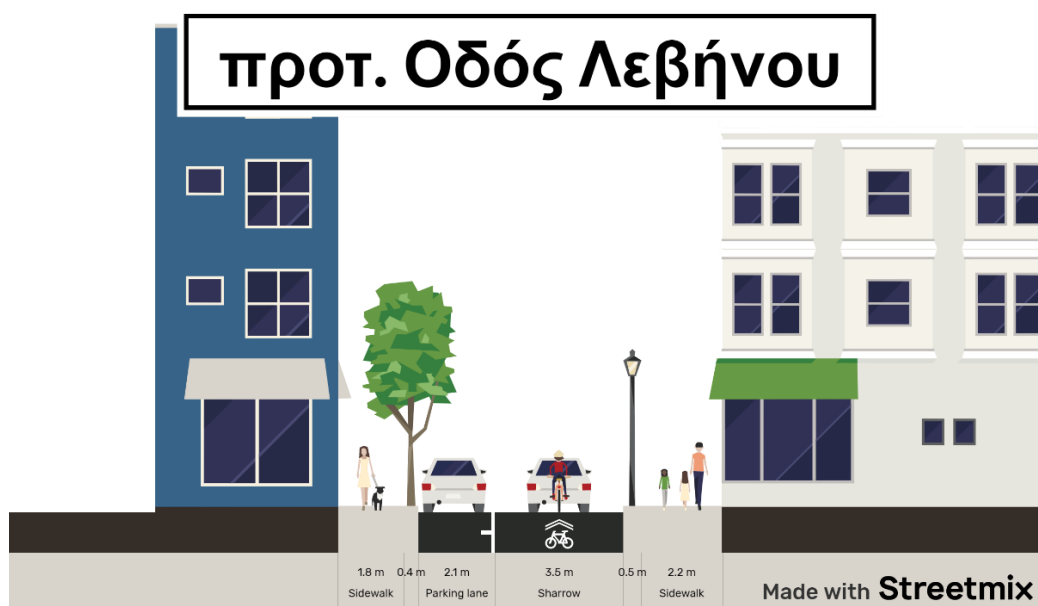 προτ. Οδός Λεβήνου
1.8 m 0.4 m 2.1 m 3.5 m 0.5 m 2.2 m
Sidewalk Parking lane Sharrow Sidewalk
Made with Streetmix